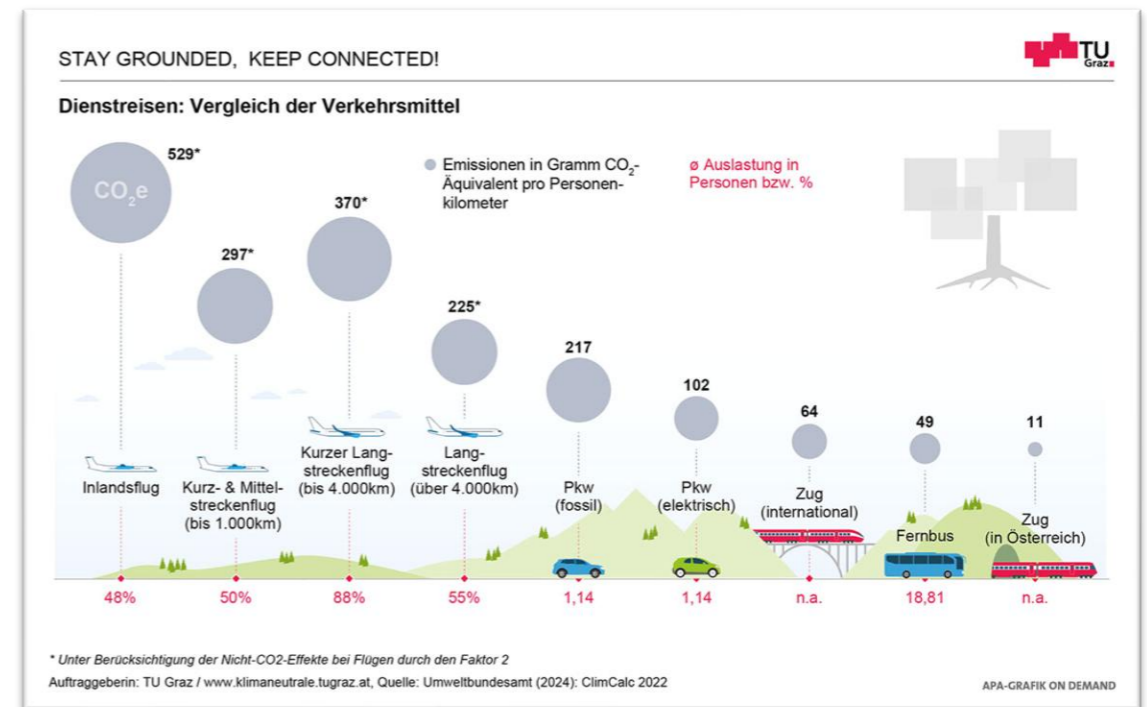 STAY GROUNDED, KEEP CONNECTED!
TU
Graz
Dienstreisen: Vergleich der Verkehrsmittel
529*
CO₂e
297*
370*
225*
217
102
64
49
11
Emissionen in Gramm CO₂-
Äquivalent pro Personen-
kilometer
ø Auslastung in
Personen bzw. %
Inlandsflug
Kurz- & Mittel-
streckenflug
(bis 1.000km)
Kurzer Lang-
streckenflug
(bis 4.000km)
Lang-
streckenflug
(über 4.000km)
Pkw
(fossil)
Pkw
(elektrisch)
Zug
(international)
Fernbus
Zug
(in Österreich)
48%
50%
88%
55%
1,14
1,14
n.a.
18,81
n.a.
* Unter Berücksichtigung der Nicht-CO2-Effekte bei Flügen durch den Faktor 2
Auftraggeberin: TU Graz / www.klimaneutrale.tugraz.at, Quelle: Umweltbundesamt (2024): ClimCalc 2022
APA-GRAFIK ON DEMAND